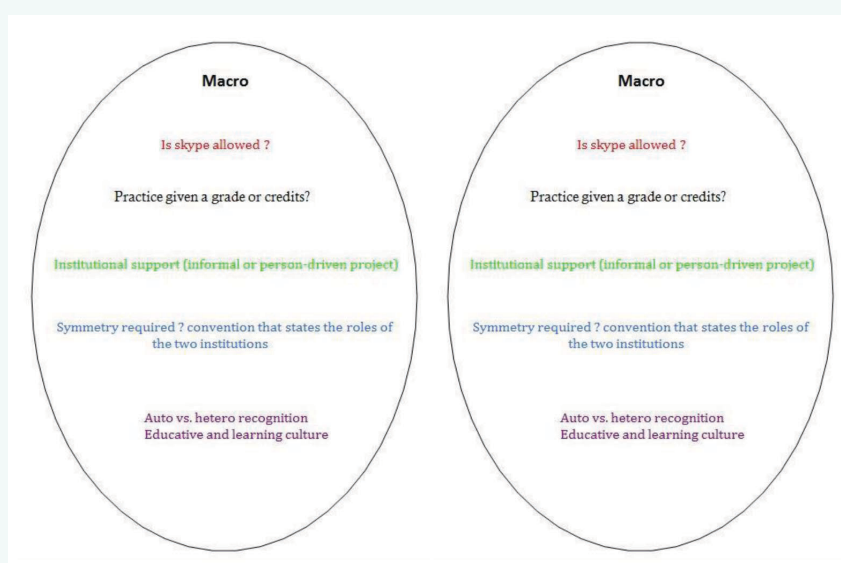 Macro
Is skype allowed ?
Practice given a grade or credits?
Institutional support (informal or person-driven project)
Symmetry required ? convention that states the roles of
the two institutions
Auto vs. hetero recognition
Educative and learning culture
Macro
Is skype allowed ?
Practice given a grade or credits?
Institutional support (informal or person-driven project)
Symmetry required ? convention that states the roles of
the two institutions
Auto vs. hetero recognition
Educative and learning culture